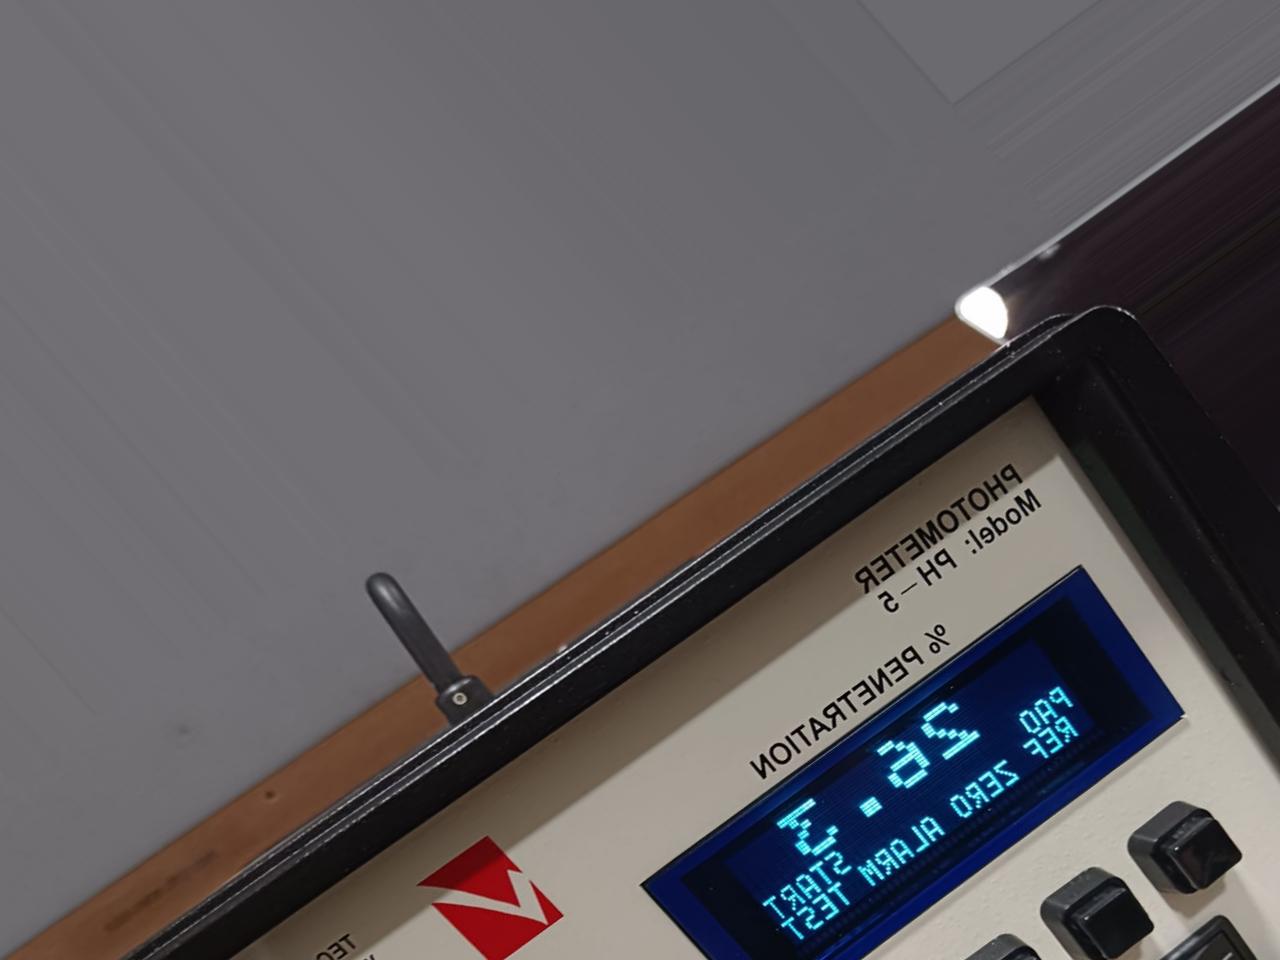 PHOTOMETER
Model: PH-5
% PENETRATION
PAO 26.3 START
REF ZERO ALARM TEST